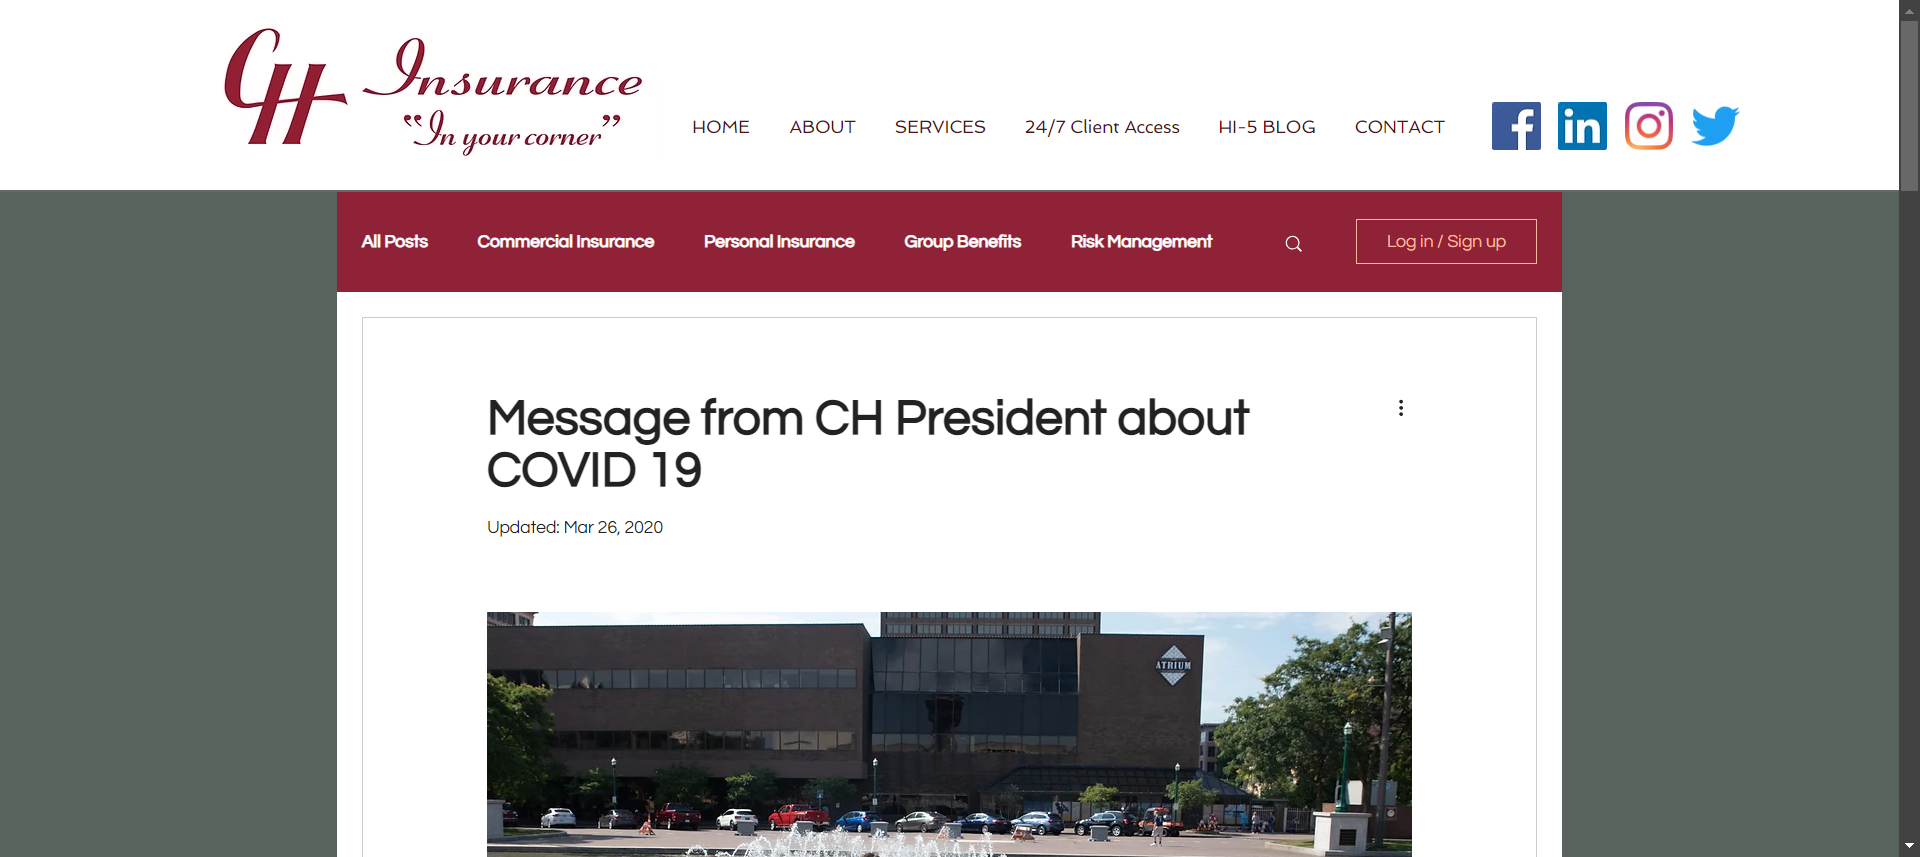 CH Insurance
"In your corner"
HOME
ABOUT
SERVICES
24/7 Client Access
HI-5 BLOG
CONTACT
All Posts
Commercial Insurance
Personal Insurance
Group Benefits
Risk Management
Log in / Sign up
Message from CH President about
COVID 19
Updated: Mar 26, 2020
ATRIUM